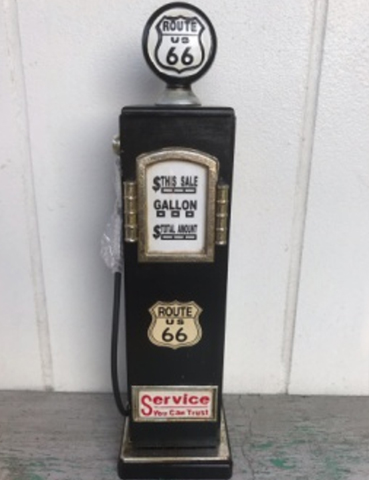 ROUTE
US
66
$THIS SALE
GALLON
$TOTAL AMOUNT
ROUTE
US
66
Service
You Can Trust